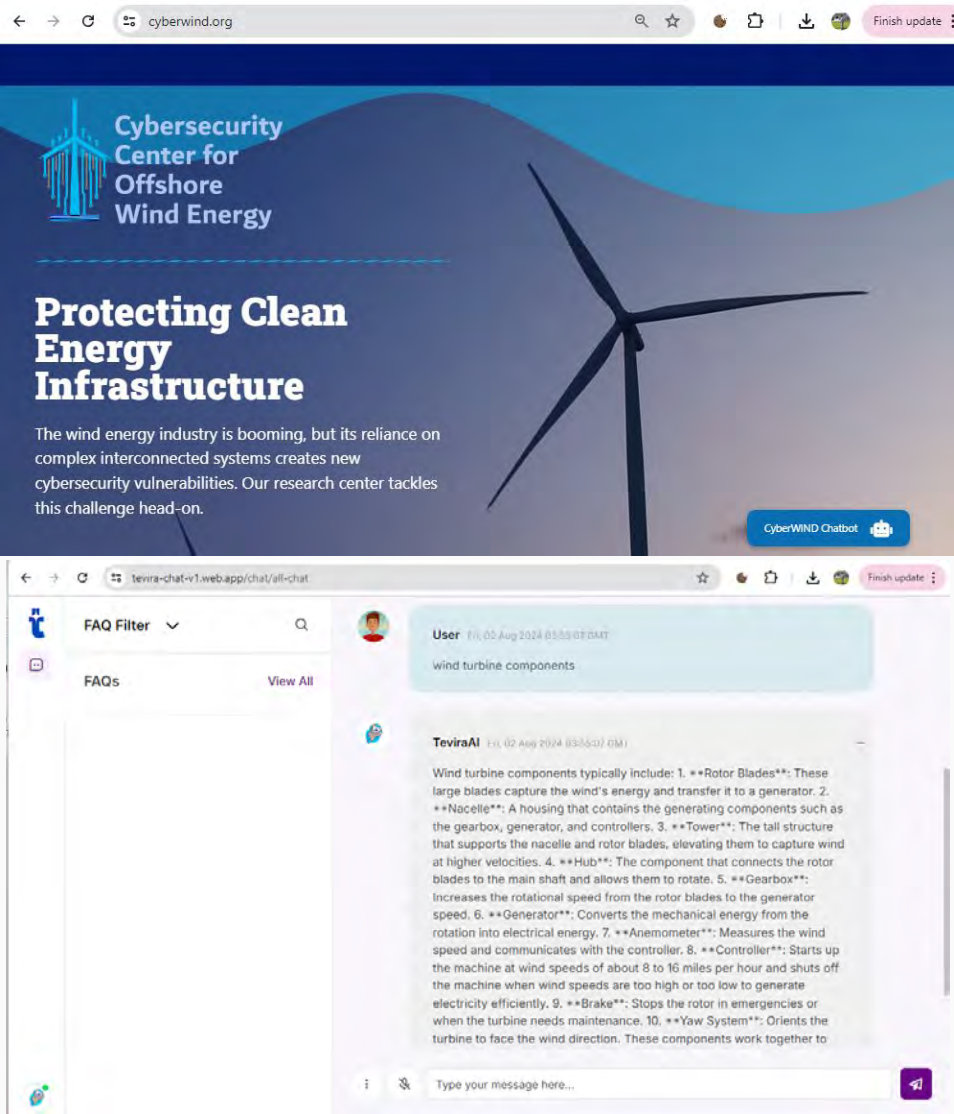 cyberwind.org
Finish update
Cybersecurity
Center for
Offshore
Wind Energy
Protecting Clean
Energy
Infrastructure
The wind energy industry is booming, but its reliance on
complex interconnected systems creates new
cybersecurity vulnerabilities. Our research center tackles
this challenge head-on.
CyberWIND Chatbot
tevira-chat-v1.web.app/chat/all-chat
Finish update
FAQ Filter
FAQs
View All
User Fri, 02 Aug 2024
wind turbine components
TeviraAI Fri, 02 Aug 2024
Wind turbine components typically include: 1. **Rotor Blades**: These
large blades capture the wind's energy and transfer it to a generator. 2.
**Nacelle**: A housing that contains the generating components such as
the gearbox, generator, and controllers. 3. **Tower**: The tall structure
that supports the nacelle and rotor blades, elevating them to capture wind
at higher velocities. 4. **Hub**: The component that connects the rotor
blades to the main shaft and allows them to rotate. 5. **Gearbox**:
Increases the rotational speed from the rotor blades to the generator
speed. 6. **Generator**: Converts the mechanical energy from the
rotation into electrical energy. 7. **Anemometer**: Measures the wind
speed and communicates with the controller. 8. **Controller**: Starts up
the machine at wind speeds of about 8 to 16 miles per hour and shuts off
the machine when wind speeds are too high or too low to generate
electricity efficiently. 9. **Brake**: Stops the rotor in emergencies or
when the turbine needs maintenance. 10. **Yaw System**: Orients the
turbine to face the wind direction. These components work together to
Type your message here...